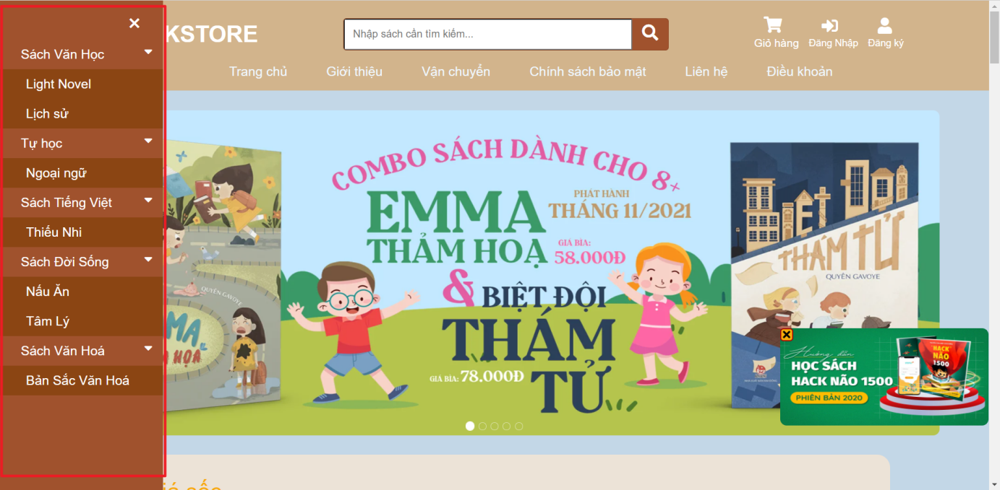 KSTORE
Nhập sách cần tìm kiếm...
Giỏ hàng
Đăng Nhập
Đăng ký
Trang chủ
Giới thiệu
Vận chuyển
Chính sách bảo mật
Liên hệ
Điều khoản
Sách Văn Học
Light Novel
Lịch sử
Tự học
Ngoại ngữ
Sách Tiếng Việt
Thiếu Nhi
Sách Đời Sống
Nấu Ăn
Tâm Lý
Sách Văn Hoá
Bản Sắc Văn Hoá
COMBO SÁCH DÀNH CHO 8+
EMMA
PHÁT HÀNH
THÁNG 11/2021
THẢM HOẠ
GIÁ BÌA:
58.000Đ
& BIỆT ĐỘI
THÁM
GIÁ BÌA: 78.000Đ
TỬ
QUYÊN GAVOYE
MA
HỌA
THÁM TỬ
QUYÊN GAVOYE
Hướng dẫn
HỌC SÁCH
HACK NÃO 1500
PHIÊN BẢN 2020
HACK
NÃO
1500